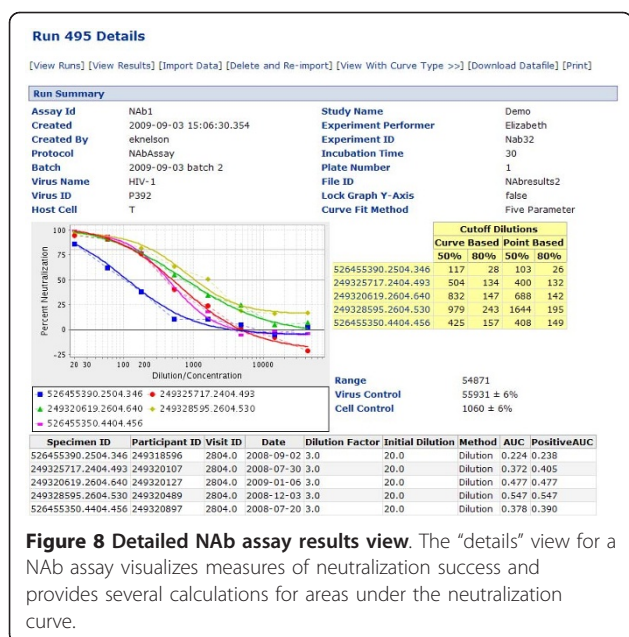 Run 495 Details
[View Runs] [View Results] [Import Data] [Delete and Re-import] [View With Curve Type >>] [Download Datafile] [Print]
Run Summary
Assay Id NAb1 Study Name Demo
Created 2009-09-03 15:06:30.354 Experiment Performer Elizabeth
Created By eknelson Experiment ID Nab32
Protocol NAbAssay Incubation Time 30
Batch 2009-09-03 batch 2 Plate Number 1
Virus Name HIV-1 File ID NAbresults2
Virus ID P392 Lock Graph Y-Axis false
Host Cell T Curve Fit Method Five Parameter
Percent Neutralization
100
75
50
25
0
-25
20 30 100 200 1000 10000
Dilution/Concentration
526455390.2504.346 249325717.2404.493
249320619.2604.640 249328595.2604.530
526455350.4404.456
Cutoff Dilutions
Curve Based Point Based
50% 80% 50% 80%
526455390.2504.346 117 28 103 26
249325717.2404.493 504 134 400 132
249320619.2604.640 832 147 688 142
249328595.2604.530 979 243 1644 195
526455350.4404.456 425 157 408 149
Range 54871
Virus Control 55931 ± 6%
Cell Control 1060 ± 6%
Specimen ID Participant ID Visit ID Date Dilution Factor Initial Dilution Method AUC PositiveAUC
526455390.2504.346 249318596 2804.0 2008-09-02 3.0 20.0 Dilution 0.224 0.238
249325717.2404.493 249320107 2804.0 2008-07-30 3.0 20.0 Dilution 0.372 0.405
249320619.2604.640 249320127 2804.0 2009-01-06 3.0 20.0 Dilution 0.477 0.477
249328595.2604.530 249320489 2804.0 2008-12-03 3.0 20.0 Dilution 0.547 0.547
526455350.4404.456 249320897 2804.0 2008-07-20 3.0 20.0 Dilution 0.378 0.390
Figure 8 Detailed NAb assay results view. The "details" view for a
NAb assay visualizes measures of neutralization success and
provides several calculations for areas under the neutralization
curve.